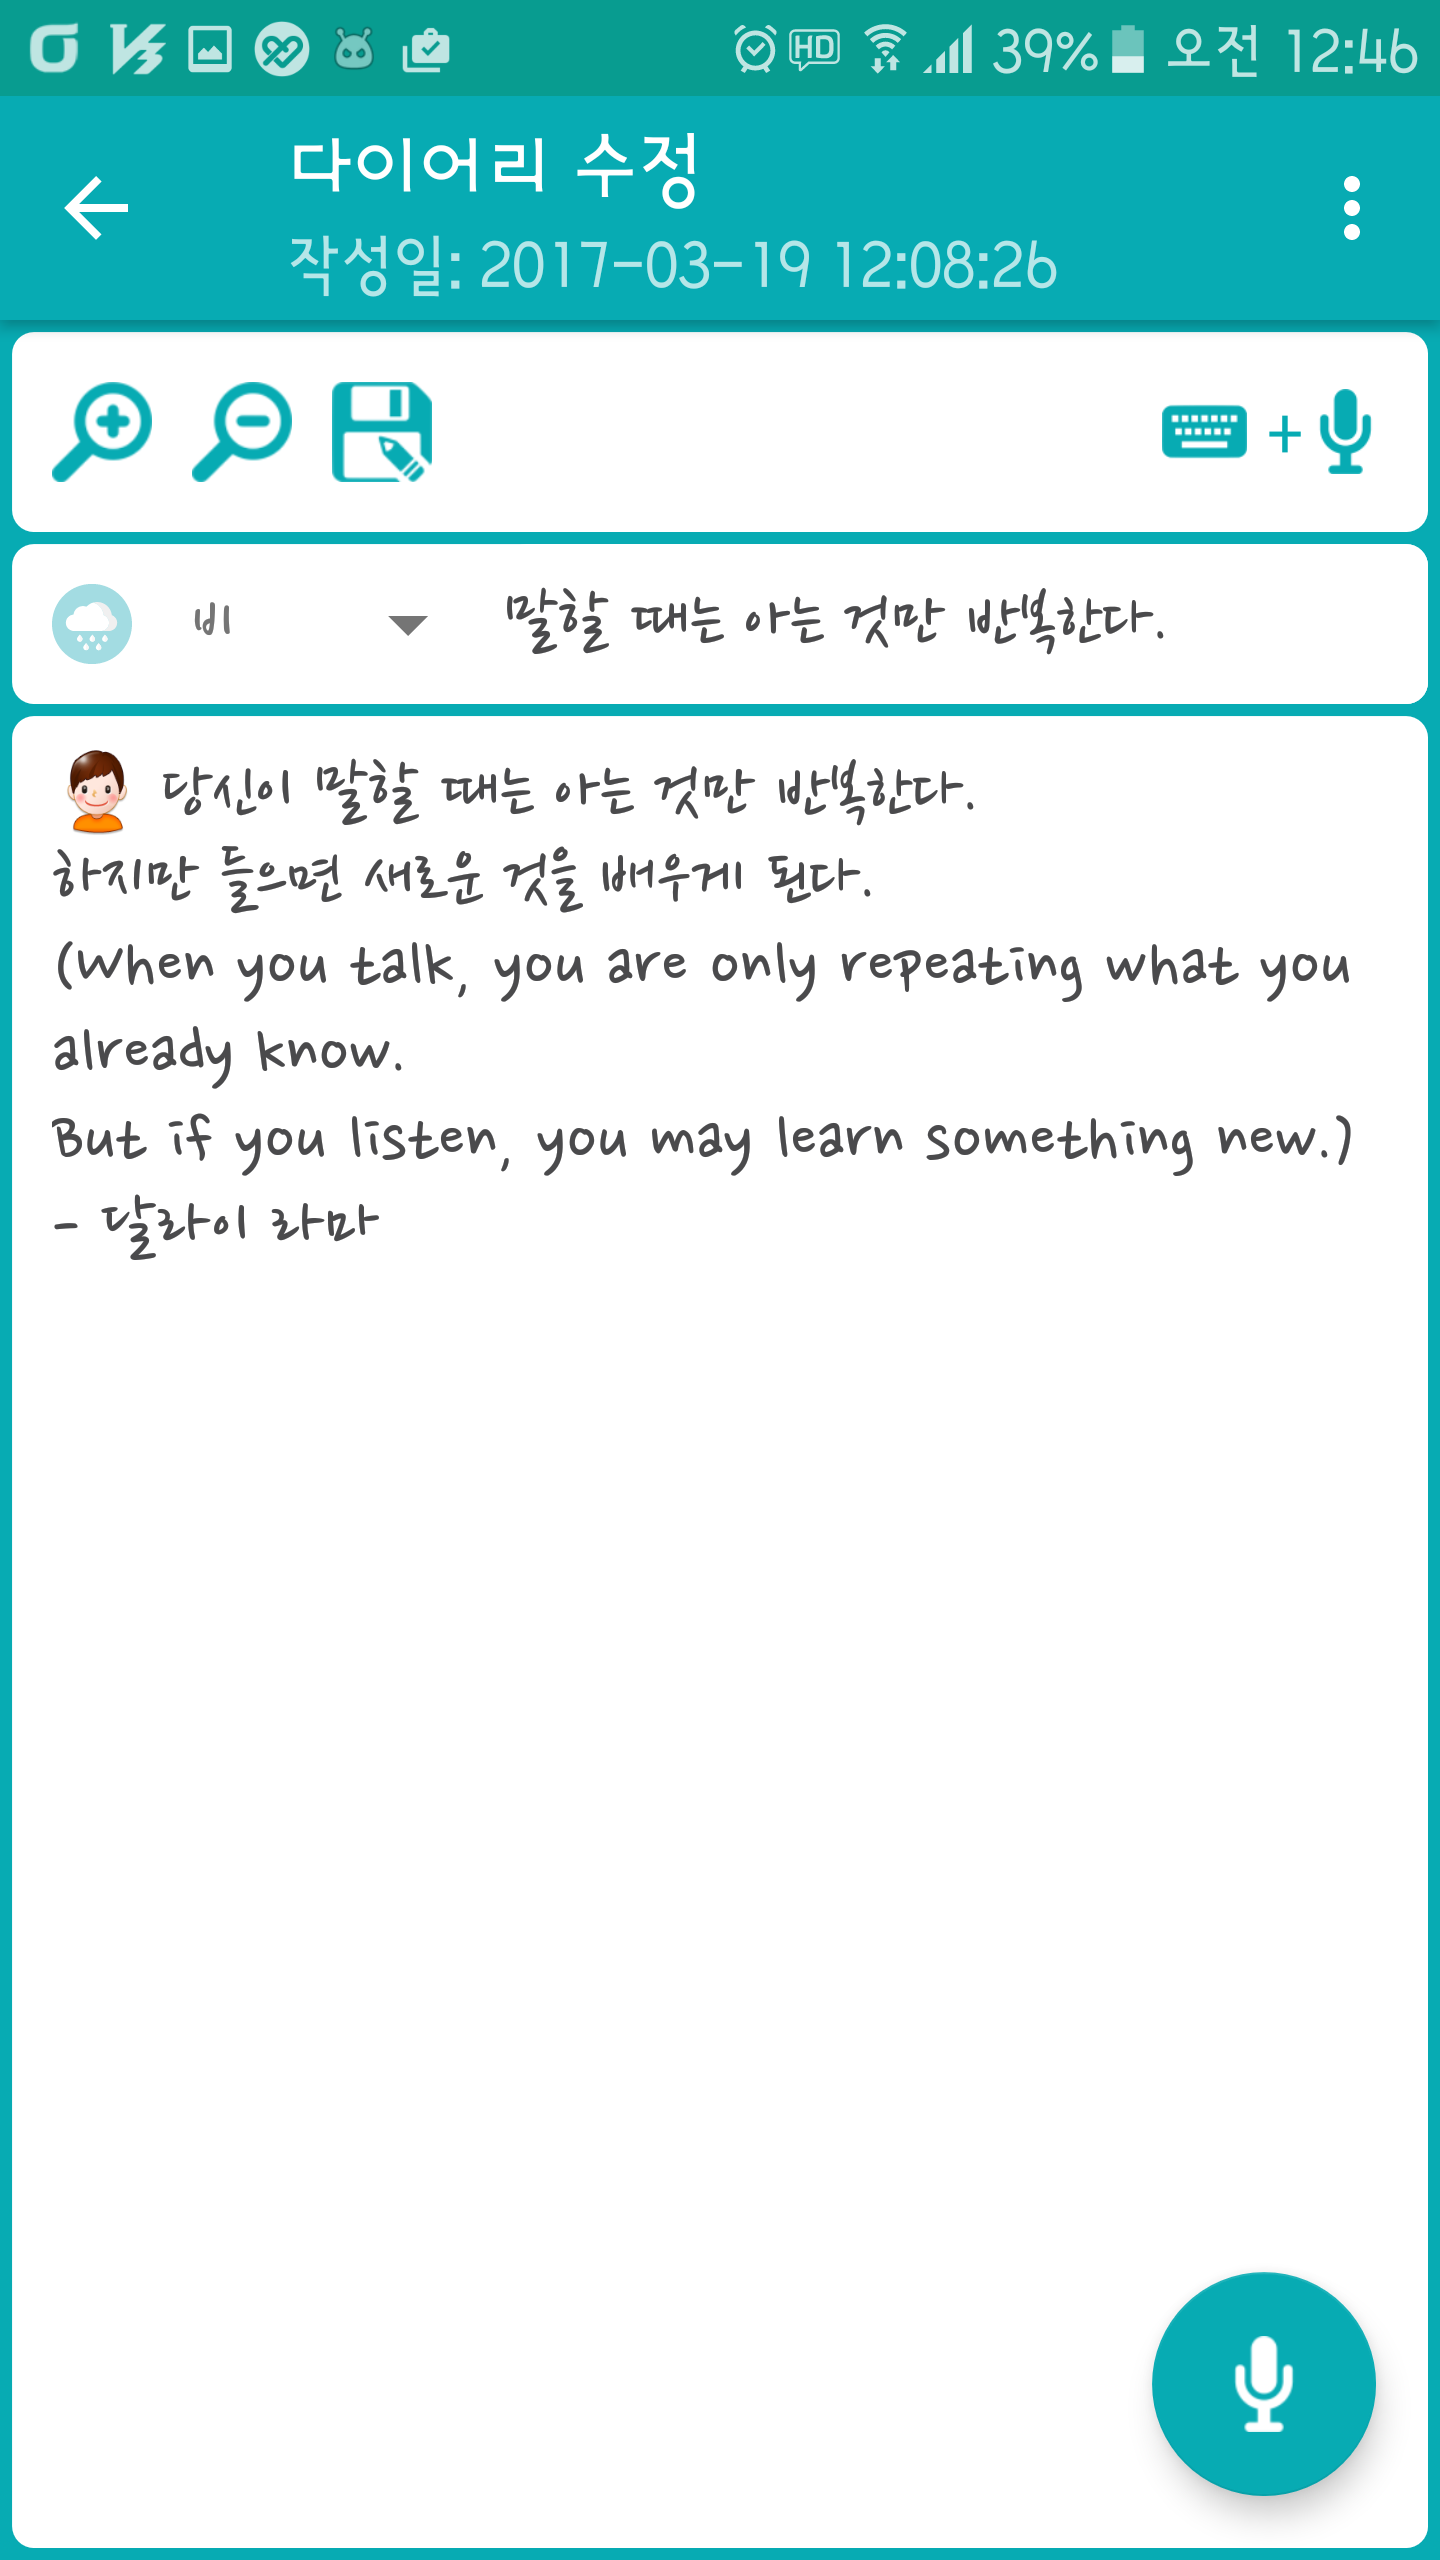 39% 오전 12:46
다이어리 수정
작성일: 2017-03-19 12:08:26
비 말할 때는 아는 것만 반복한다.
당신이 말할 때는 아는 것만 반복한다.
하지만 들으면 새로운 것을 배우게 된다.
(When you talk, you are only repeating what you
already know.
But if you listen, you may learn something new.)
- 달라이 라마